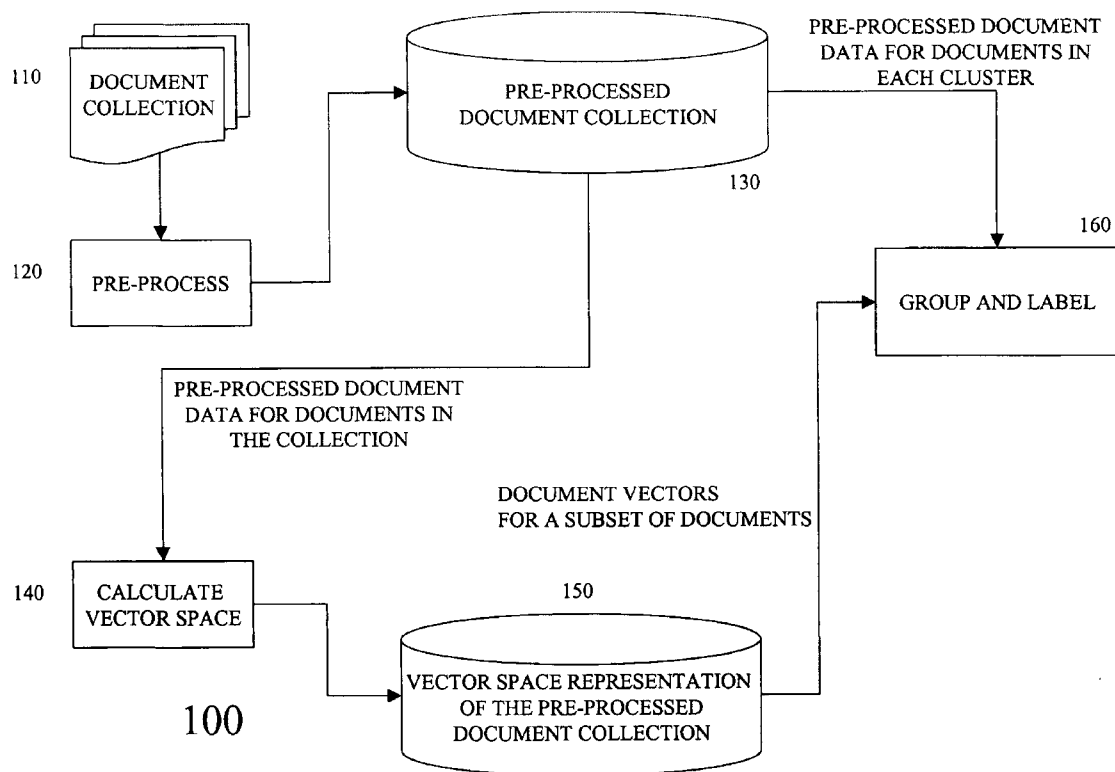 110
DOCUMENT
COLLECTION
PRE-PROCESSED
DOCUMENT COLLECTION
130
PRE-PROCESSED DOCUMENT
DATA FOR DOCUMENTS IN
EACH CLUSTER
120
PRE-PROCESS
160
GROUP AND LABEL
PRE-PROCESSED DOCUMENT
DATA FOR DOCUMENTS IN
THE COLLECTION
DOCUMENT VECTORS
FOR A SUBSET OF DOCUMENTS
140
CALCULATE
VECTOR SPACE
150
VECTOR SPACE REPRESENTATION
OF THE PRE-PROCESSED
DOCUMENT COLLECTION
100